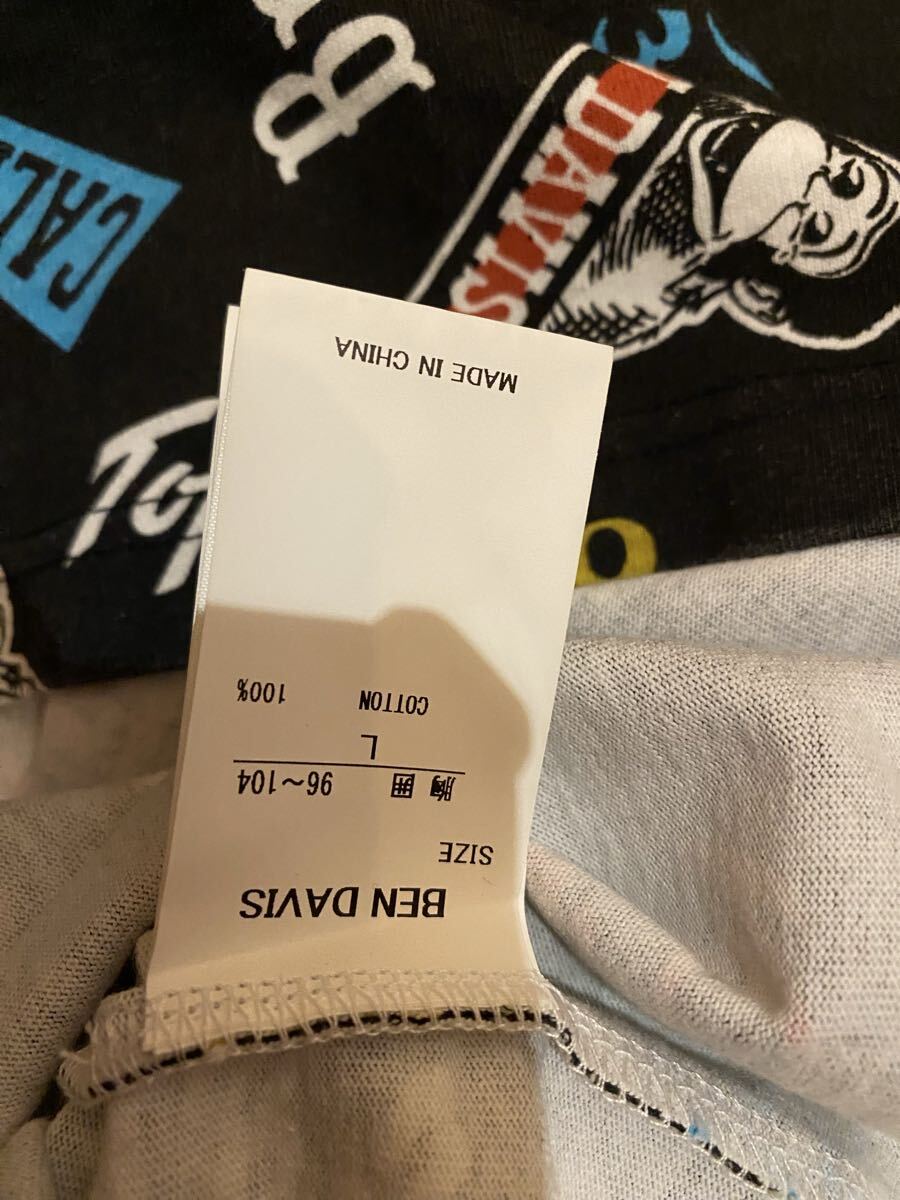 BEN DAVIS
SIZE
胸囲 96～104
L
COTTON 100%
MADE IN CHINA
DAVIS